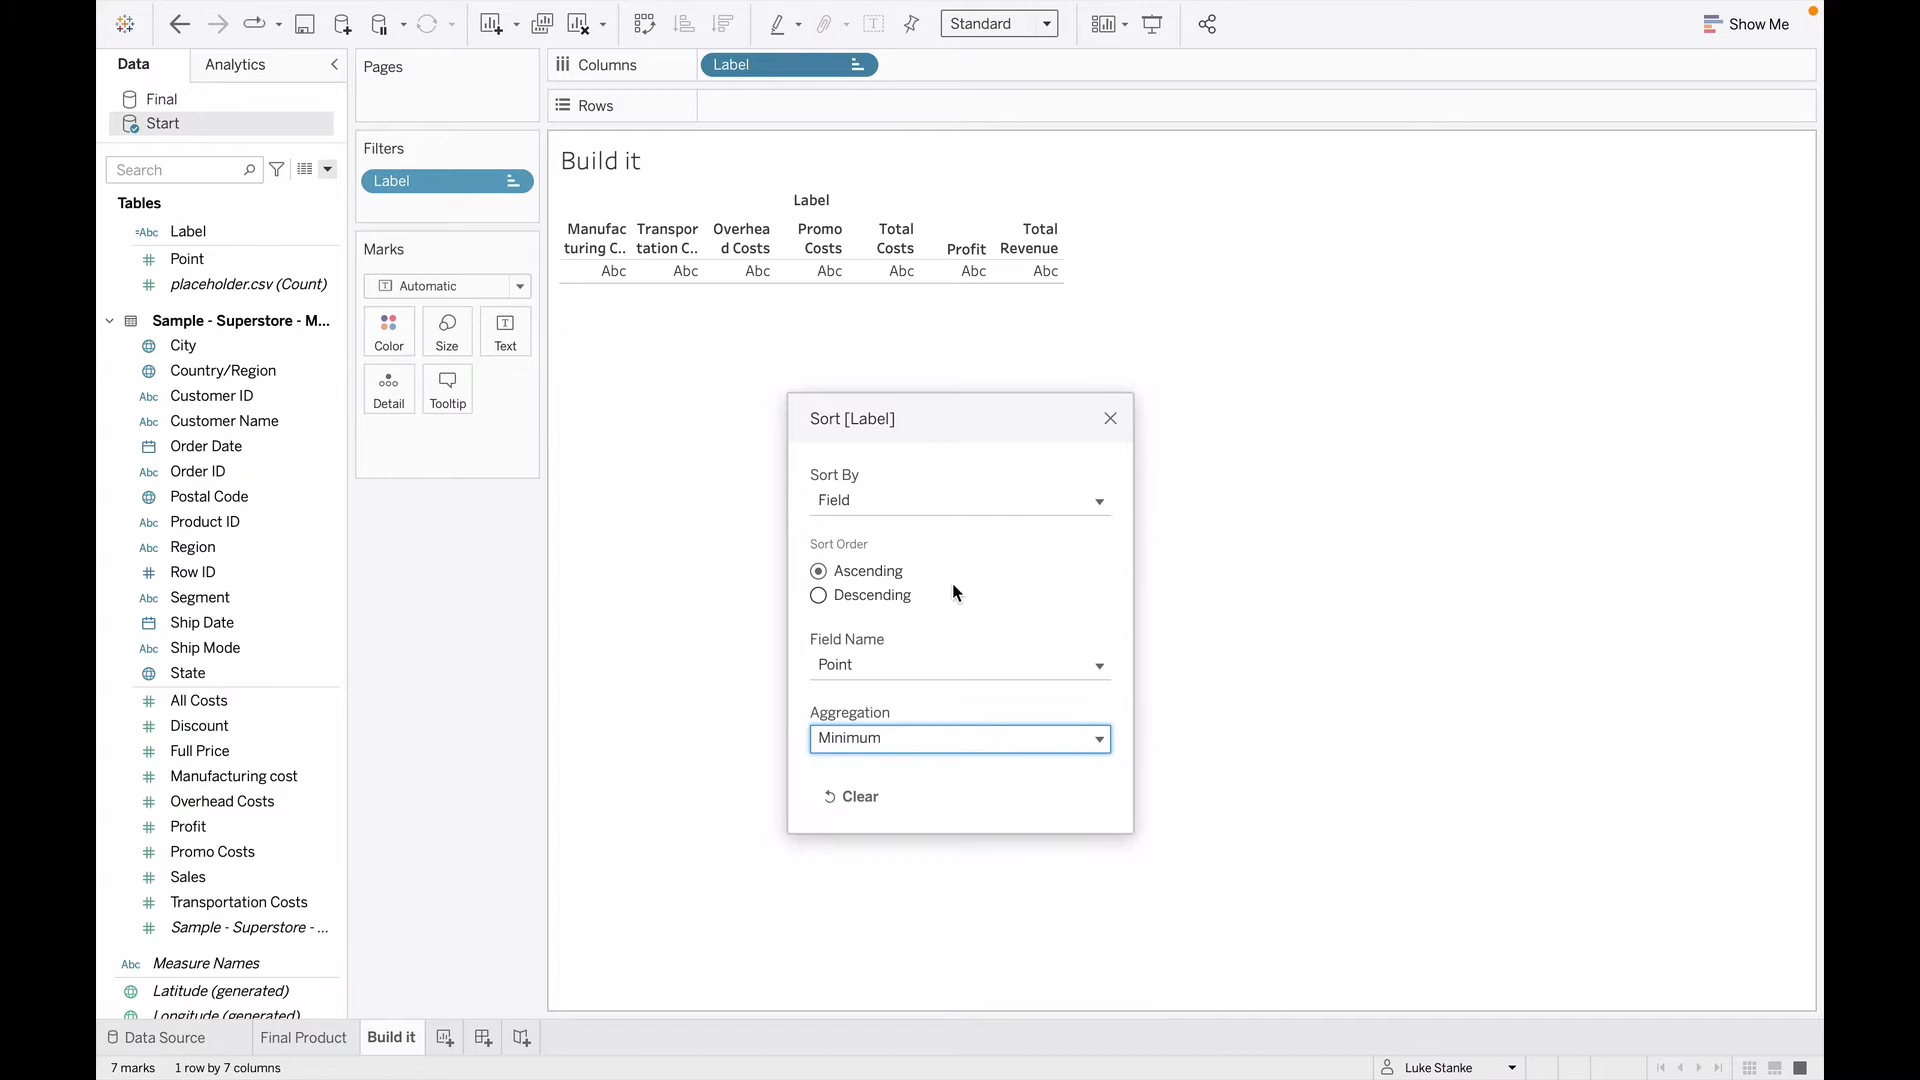 Standard
Show Me
Data
Analytics
Pages
Columns
Label
Final
Start
Rows
Filters
Label
Search
Tables
Label
Point
placeholder.csv (Count)
Sample - Superstore - M...
City
Country/Region
Customer ID
Customer Name
Order Date
Order ID
Postal Code
Product ID
Region
Row ID
Segment
Ship Date
Ship Mode
State
All Costs
Discount
Full Price
Manufacturing cost
Overhead Costs
Profit
Promo Costs
Sales
Transportation Costs
Sample - Superstore - ...
Measure Names
Latitude (generated)
Longitude (generated)
Marks
Automatic
Color
Size
Text
Detail
Tooltip
Build it
Label
Manufac Transpor Overhea Promo Total Total
turing C.. tation C.. d Costs Costs Costs Profit Revenue
Abc Abc Abc Abc Abc Abc Abc
Sort [Label]
Sort By
Field
Sort Order
Ascending
Descending
Field Name
Point
Aggregation
Minimum
Clear
Data Source
Final Product
Build it
7 marks
1 row by 7 columns
Luke Stanke